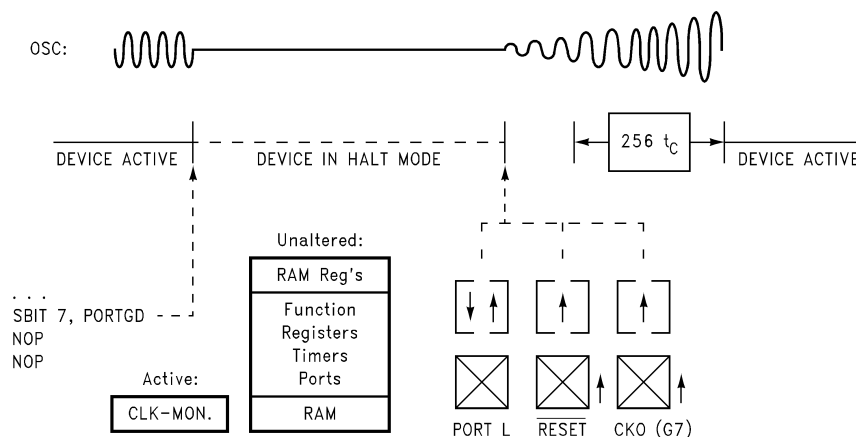 OSC:
256 tC
DEVICE ACTIVE
DEVICE IN HALT MODE
DEVICE ACTIVE
Unaltered:
RAM Reg's
Function
Registers
Timers
Ports
RAM
. . .
SBIT 7, PORTGD
NOP
NOP
Active:
CLK-MON.
PORT L
RESET
CKO (G7)